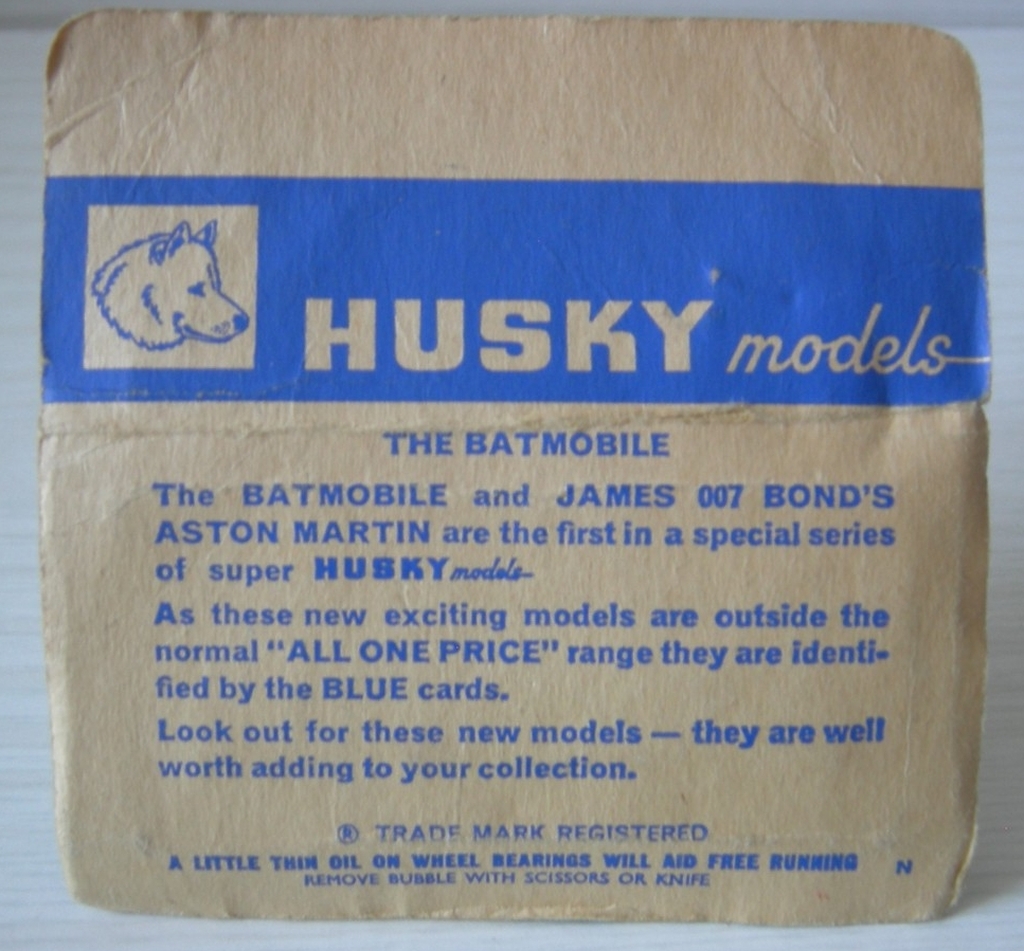 HUSKY models
THE BATMOBILE
The BATMOBILE and JAMES 007 BOND'S
ASTON MARTIN are the first in a special series
of super HUSKY models
As these new exciting models are outside the
normal "ALL ONE PRICE" range they are identi-
fied by the BLUE cards.
Look out for these new models — they are well
worth adding to your collection.
® TRADE MARK REGISTERED
A LITTLE THIN OIL ON WHEEL BEARINGS WILL AID FREE RUNNING N
REMOVE BUBBLE WITH SCISSORS OR KNIFE